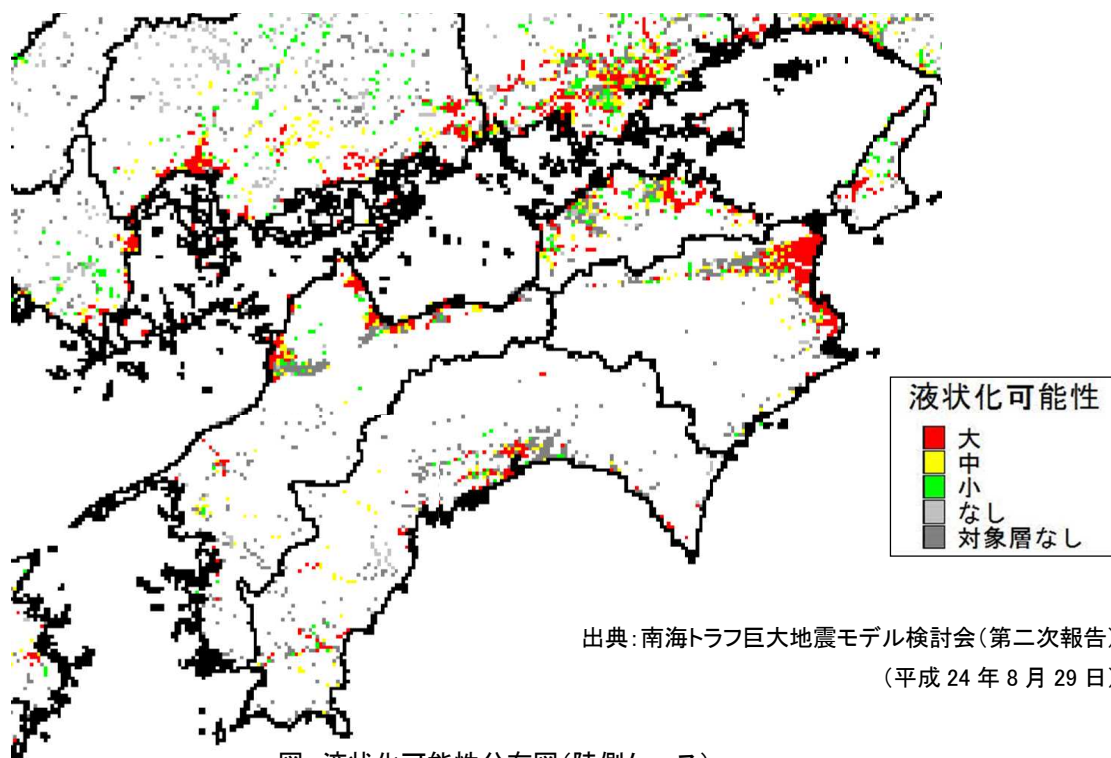 液状化可能性
大
中
小
なし
対象層なし
出典:南海トラフ巨大地震モデル検討会(第二次報告)
(平成 24 年 8 月 29 日)